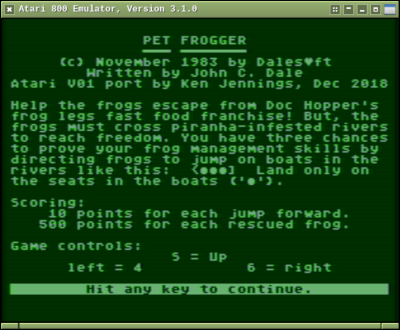 Atari 800 Emulator, Version 3.1.0
PET FROGGER
(c) November 1983 by Dales♥ft
Written by John C. Dale
Atari V01 port by Ken Jennings, Dec 2018
Help the frogs escape from Doc Hopper's
frog legs fast food franchise! But, the
frogs must cross piranha-infested rivers
to reach freedom. You have three chances
to prove your frog management skills by
directing frogs to jump on boats in the
rivers like this: {●●●] Land only on
the seats in the boats ('●').
Scoring:
10 points for each jump forward.
500 points for each rescued frog.
Game controls:
S = Up
left = 4 6 = right
Hit any key to continue.